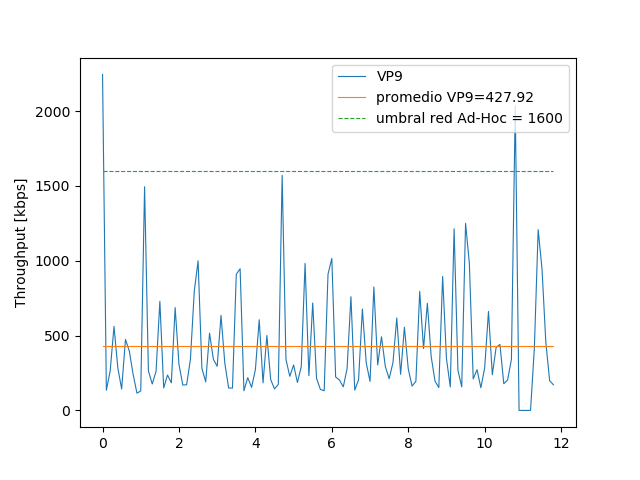 VP9
promedio VP9=427.92
umbral red Ad-Hoc = 1600
Throughput [kbps]
2000
1500
1000
500
0
0 2 4 6 8 10 12